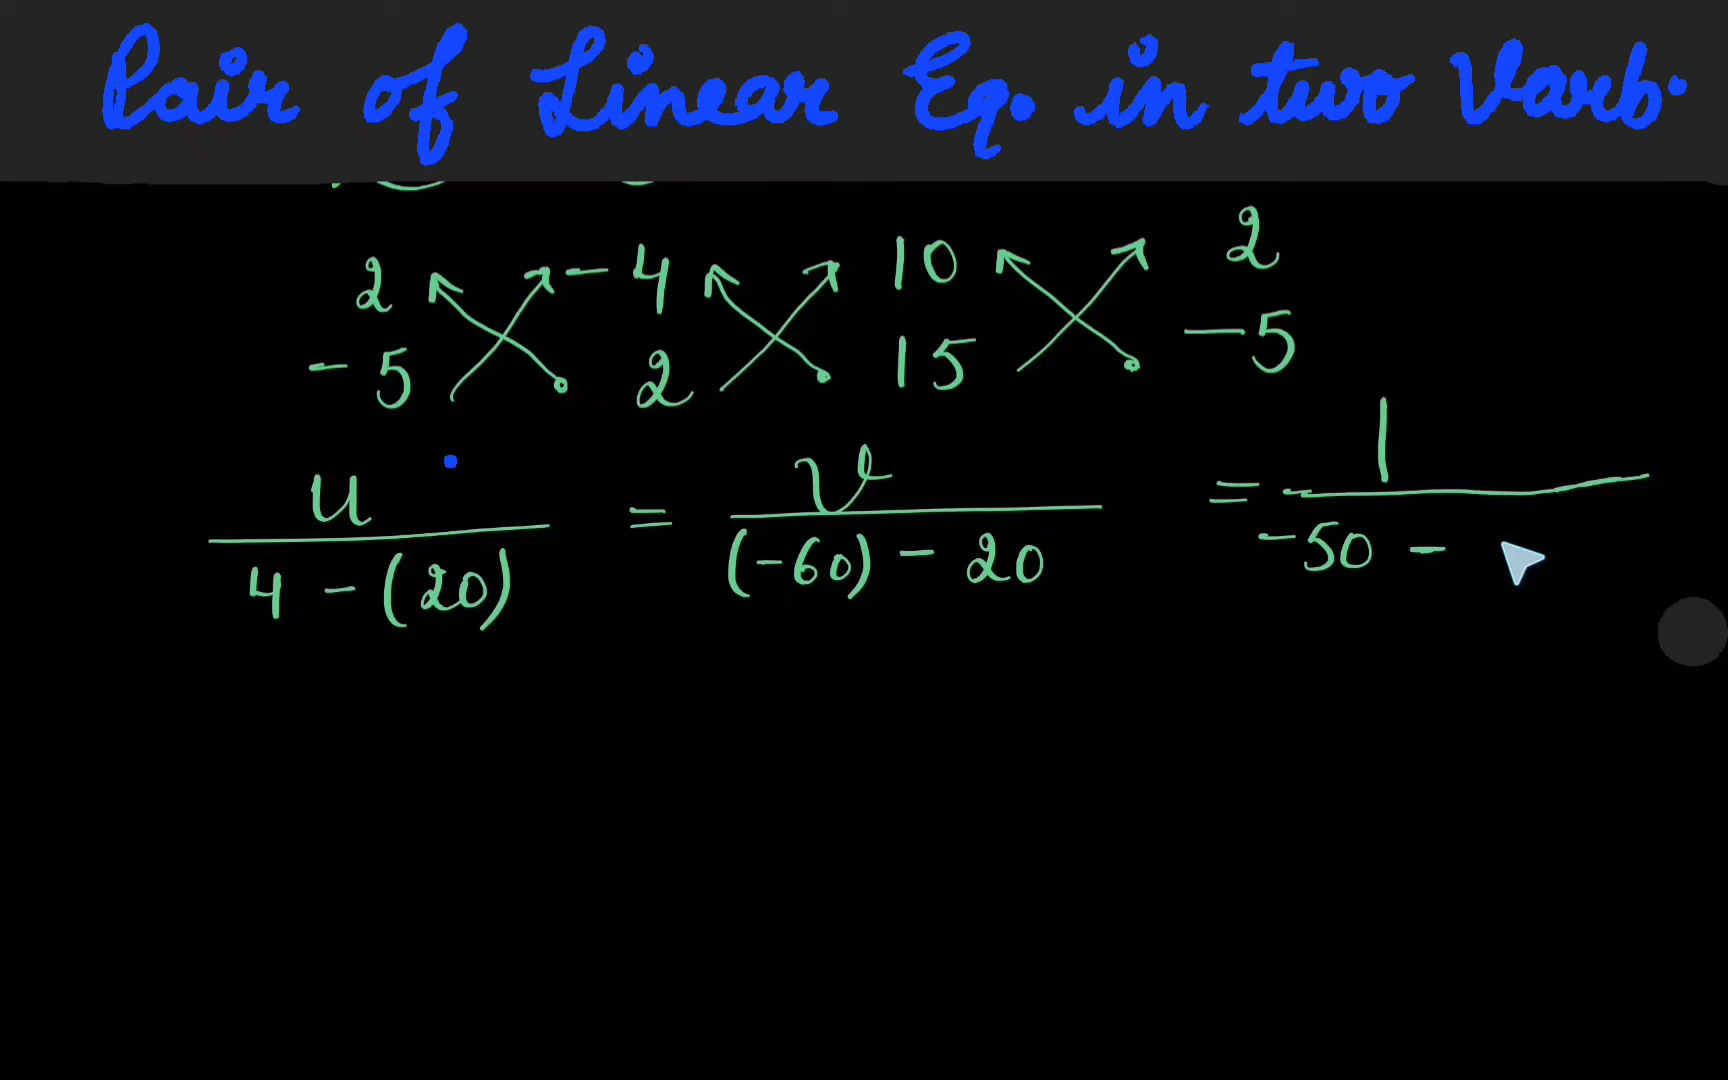 Pair of Linear Eq. in two Varb.
2 -4 10 2
-5 2 15 -5
u = v = 1
4 - (20) (-60) - 20 -50 -